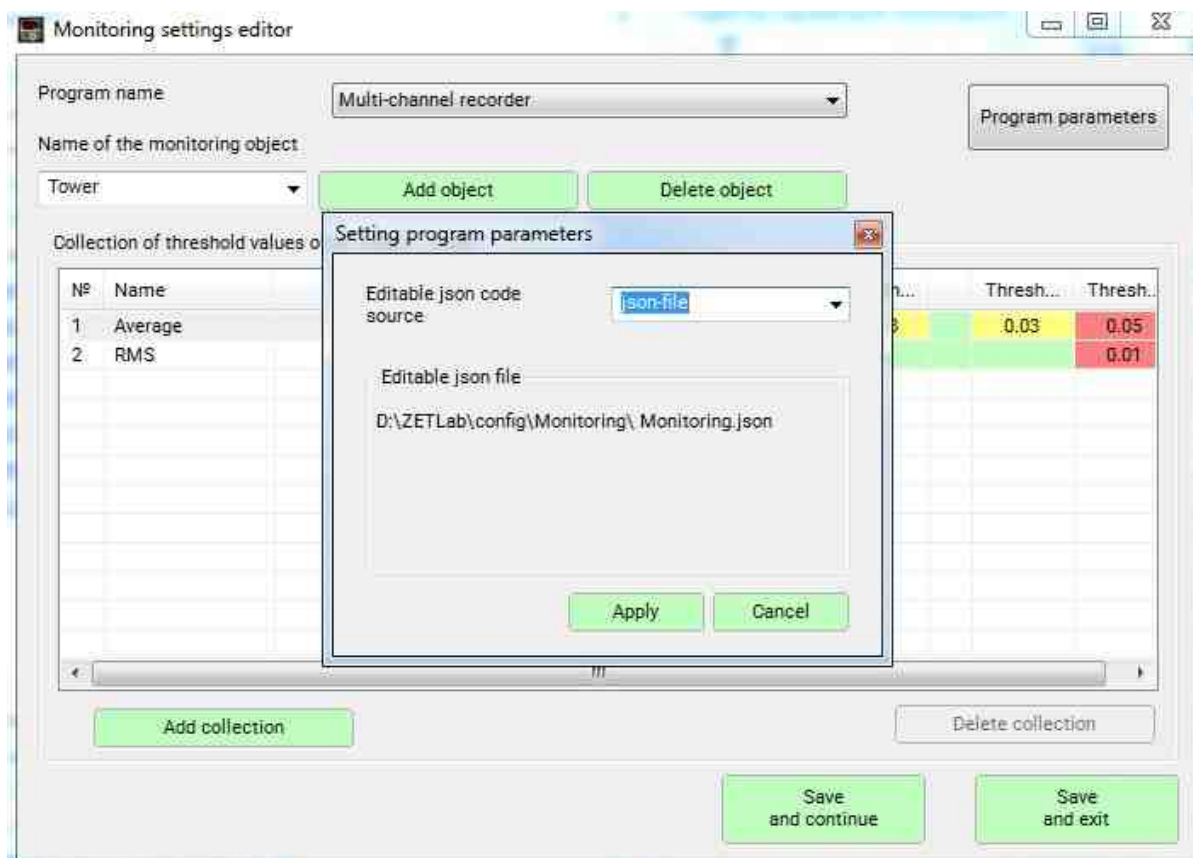 Monitoring settings editor
Program name
Multi-channel recorder
Program parameters
Name of the monitoring object
Tower
Add object
Delete object
Collection of threshold values o
Setting program parameters
Nº Name
Thresh... Thresh..
1 Average
0.03 0.05
2 RMS
0.01
Editable json code
source
json-file
Editable json file
D:\ZETLab\config\Monitoring\ Monitoring.json
Apply
Cancel
Add collection
Delete collection
Save
and continue
Save
and exit